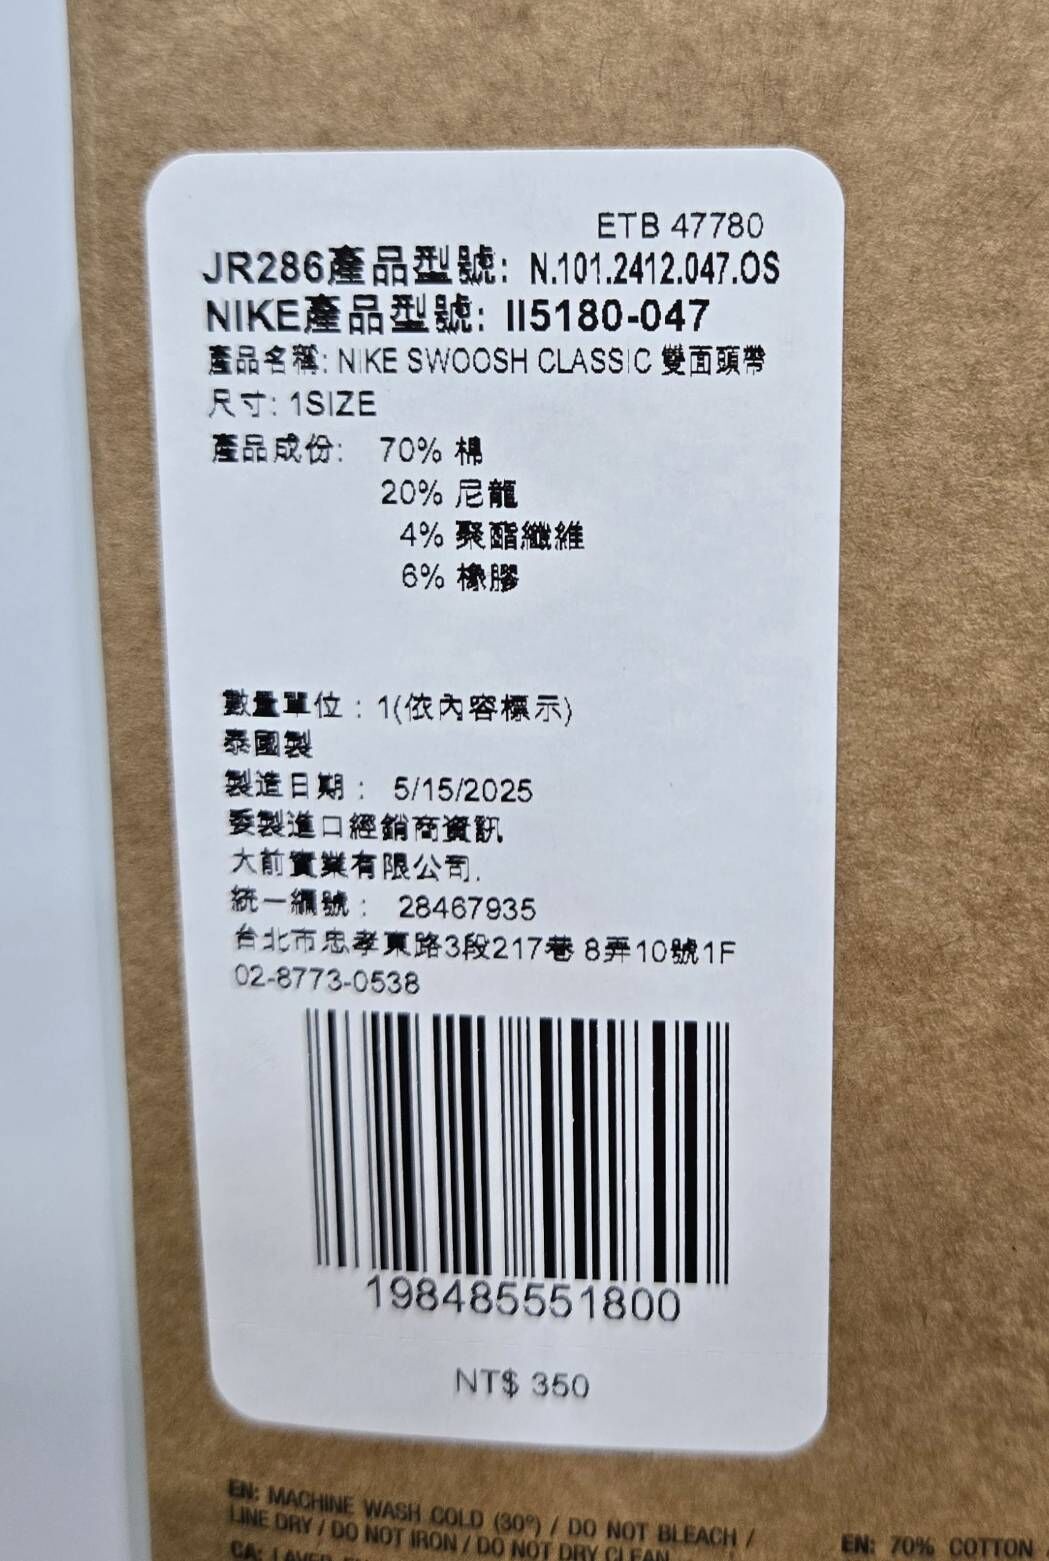 ETB 47780
JR286產品型號: N.101.2412.047.OS
NIKE產品型號: II5180-047
產品名稱: NIKE SWOOSH CLASSIC 雙面頭帶
尺寸: 1SIZE
產品成份: 70% 棉
20% 尼龍
4% 聚酯纖維
6% 橡膠
數量單位 : 1(依內容標示)
泰國製
製造日期 : 5/15/2025
委製進口經銷商資訊
大前實業有限公司.
統一編號 : 28467935
台北市忠孝東路3段217巷 8弄10號1F
02-8773-0538
198485551800
NT$ 350
EN: MACHINE WASH COLD (30°) / DO NOT BLEACH /
LINE DRY / DO NOT IRON / DO NOT DRY CLEAN
EN: 70% COTTON
CA: